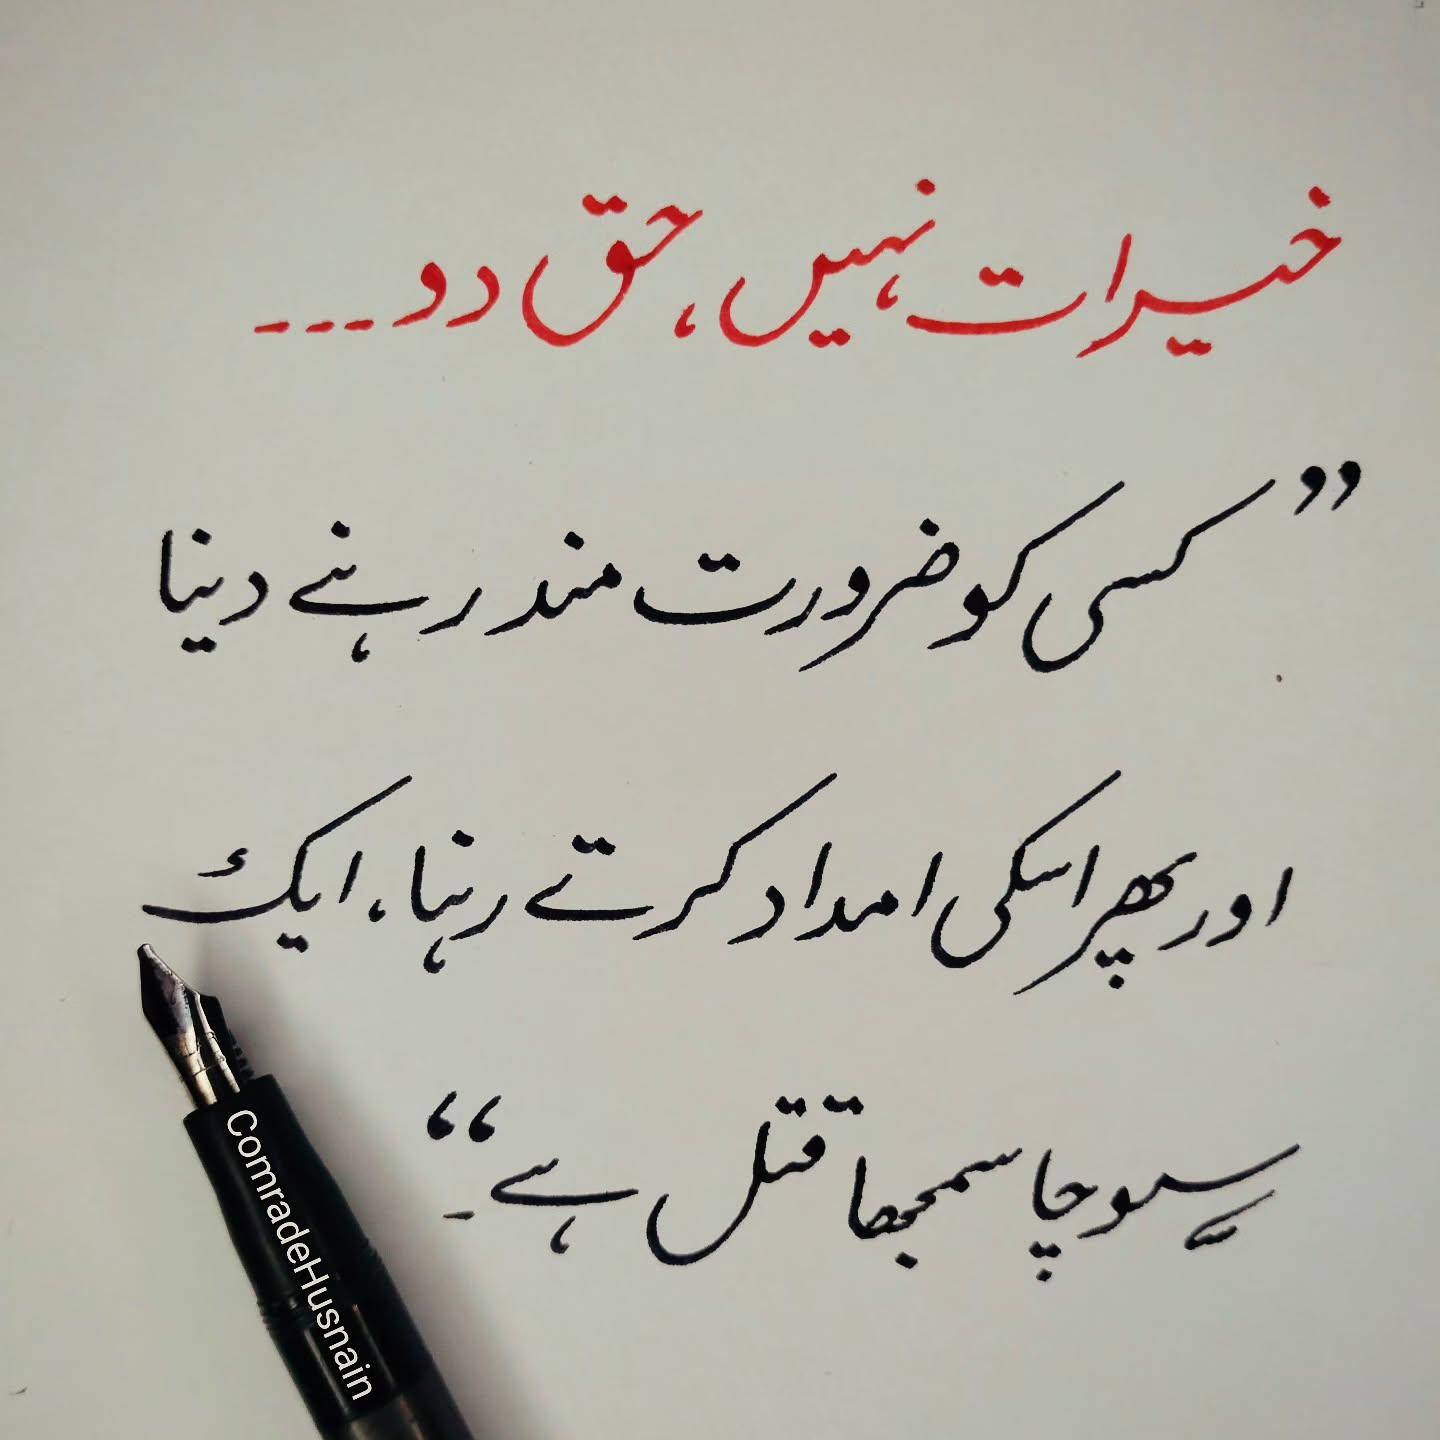 خیرات نہیں، حق دو---
”کسی کو ضرورت مند رہنے دینا
اور پھر اسکی امداد کرتے رہنا، ایک
سوچا سمجھا قتل ہے۔“
ComradeHusnain